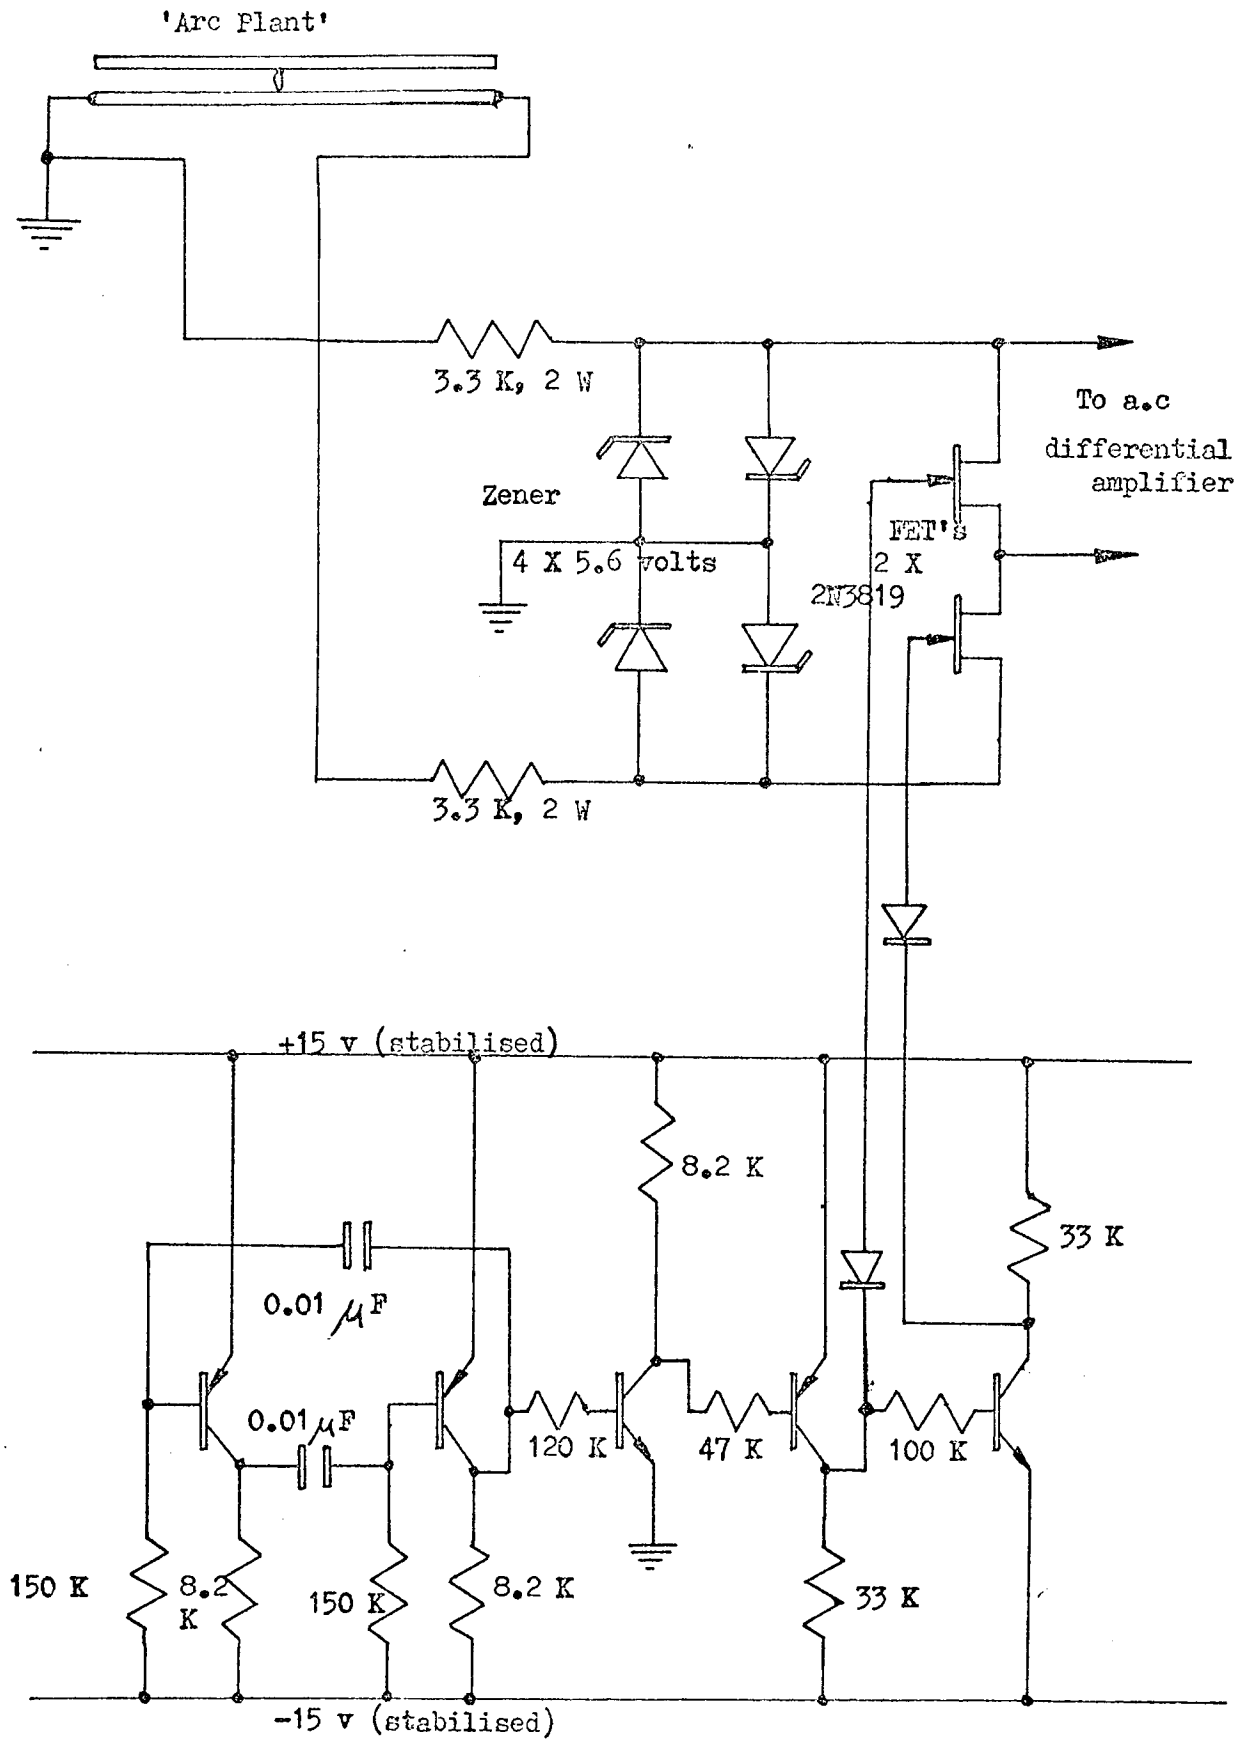 'Arc Plant'
3.3 K, 2 W
To a.c
differential
amplifier
Zener
4 X 5.6 volts
FET's
2 X
2N3819
3.3 K, 2 W
+15 v (stabilised)
8.2 K
33 K
0.01 μF
0.01 μF
120 K
47 K
100 K
150 K
8.2
K
150 K
8.2 K
33 K
-15 v (stabilised)